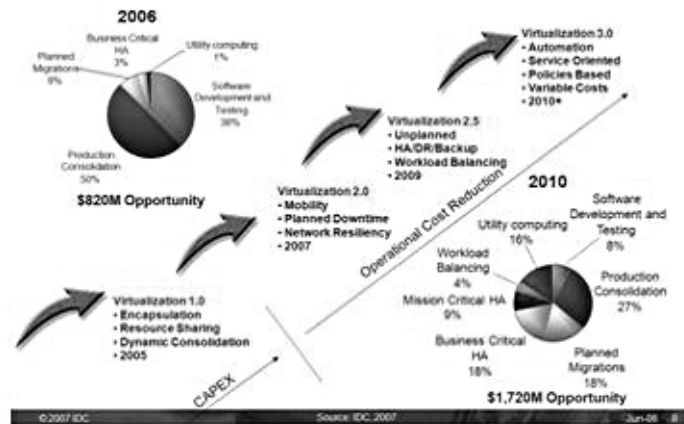 2006
Business Critical
HA
3%
Utility computing
1%
Planned
Migrations
8%
Software
Development and
Testing
38%
Production
Consolidation
50%
$820M Opportunity
Virtualization 3.0
• Automation
• Service Oriented
• Policies Based
• Variable Costs
• 2010+
Virtualization 2.5
• Unplanned
• HA/DR/Backup
• Workload Balancing
• 2009
Virtualization 2.0
• Mobility
• Planned Downtime
• Network Resiliency
• 2007
Virtualization 1.0
• Encapsulation
• Resource Sharing
• Dynamic Consolidation
• 2005
CAPEX
Operational Cost Reduction
2010
Utility computing
16%
Software
Development and
Testing
8%
Workload
Balancing
4%
Production
Consolidation
27%
Mission Critical HA
9%
Business Critical
HA
18%
Planned
Migrations
18%
$1,720M Opportunity
©2007 IDC
Source: IDC, 2007
8